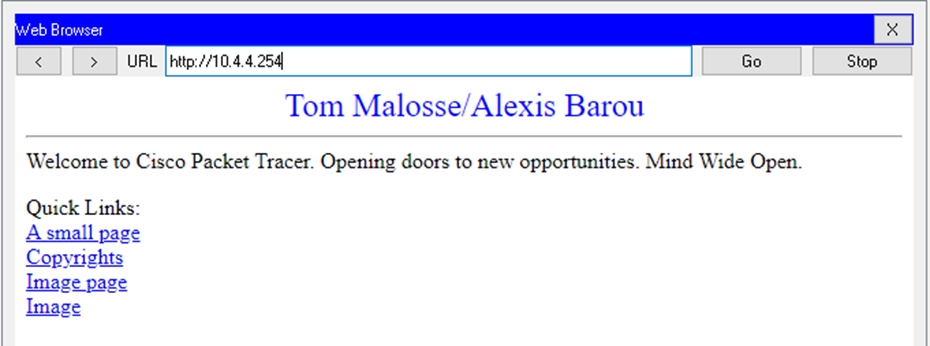 Web Browser X
< > URL http://10.4.4.254 Go Stop
Tom Malosse/Alexis Barou
Welcome to Cisco Packet Tracer. Opening doors to new opportunities. Mind Wide Open.
Quick Links:
A small page
Copyrights
Image page
Image